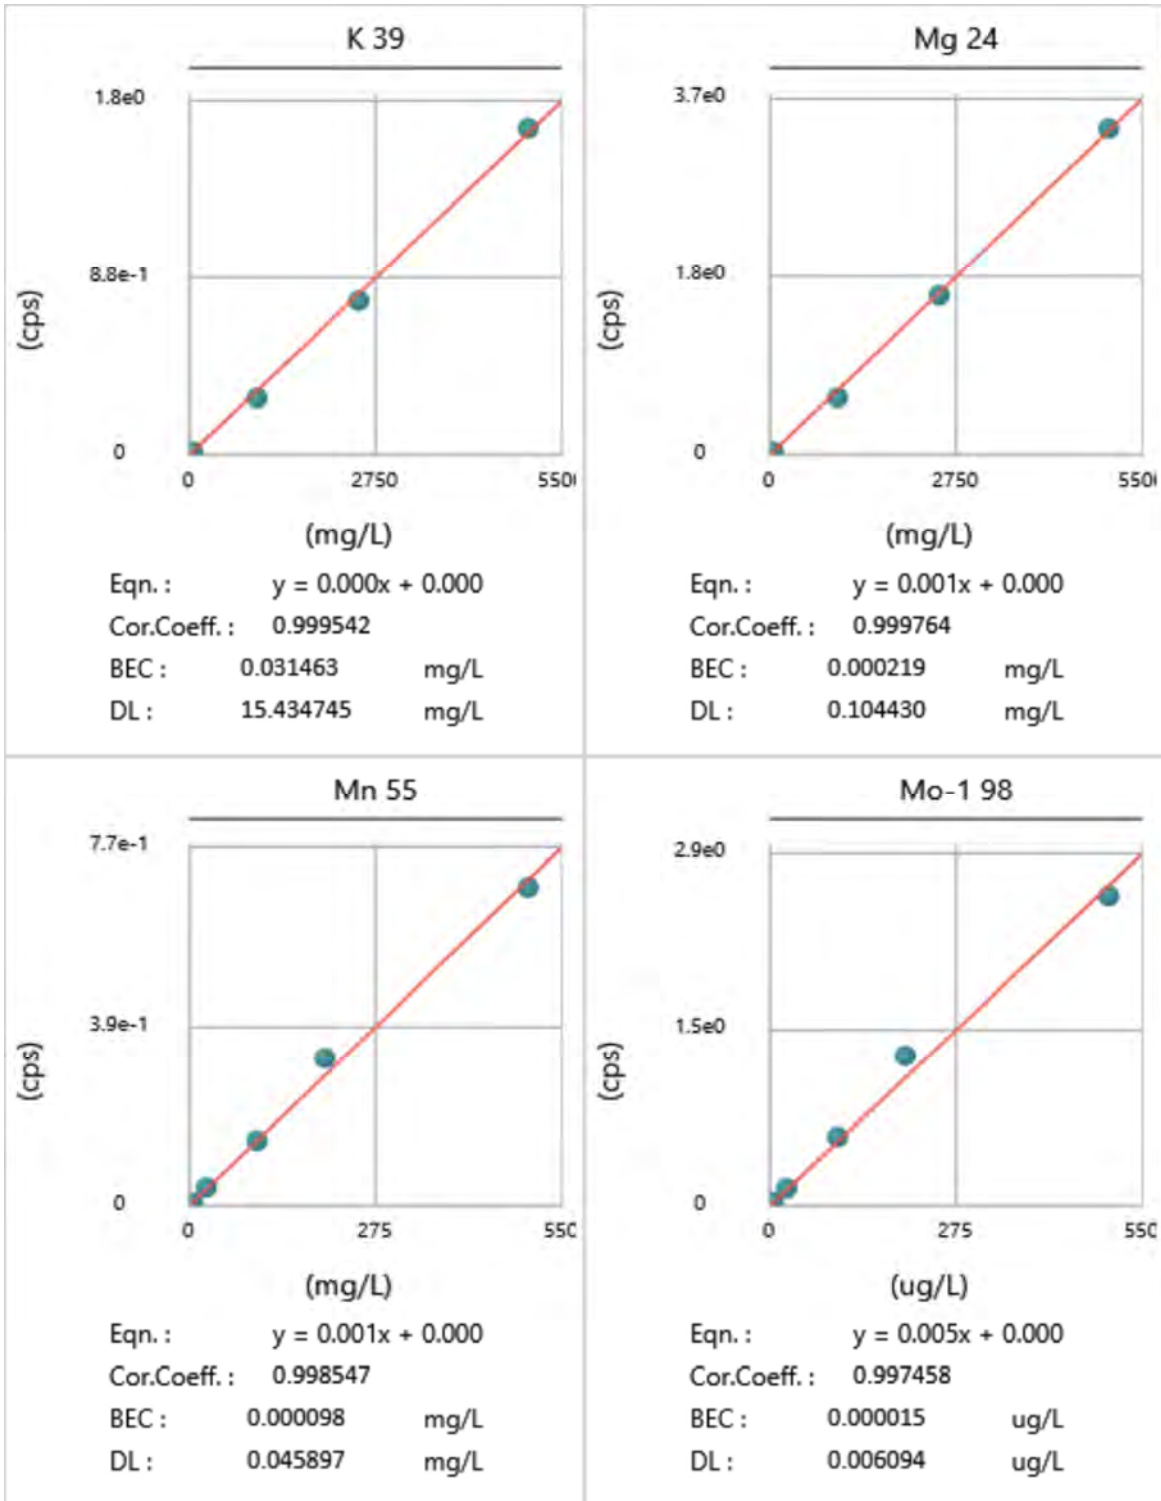 K 39
1.8e0
8.8e-1
0
(cps)
0 2750 550
(mg/L)
Eqn. : y = 0.000x + 0.000
Cor.Coeff. : 0.999542
BEC : 0.031463 mg/L
DL : 15.434745 mg/L
Mg 24
3.7e0
1.8e0
0
(cps)
0 2750 550
(mg/L)
Eqn. : y = 0.001x + 0.000
Cor.Coeff. : 0.999764
BEC : 0.000219 mg/L
DL : 0.104430 mg/L
Mn 55
7.7e-1
3.9e-1
0
(cps)
0 275 550
(mg/L)
Eqn. : y = 0.001x + 0.000
Cor.Coeff. : 0.998547
BEC : 0.000098 mg/L
DL : 0.045897 mg/L
Mo-1 98
2.9e0
1.5e0
0
(cps)
0 275 550
(ug/L)
Eqn. : y = 0.005x + 0.000
Cor.Coeff. : 0.997458
BEC : 0.000015 ug/L
DL : 0.006094 ug/L